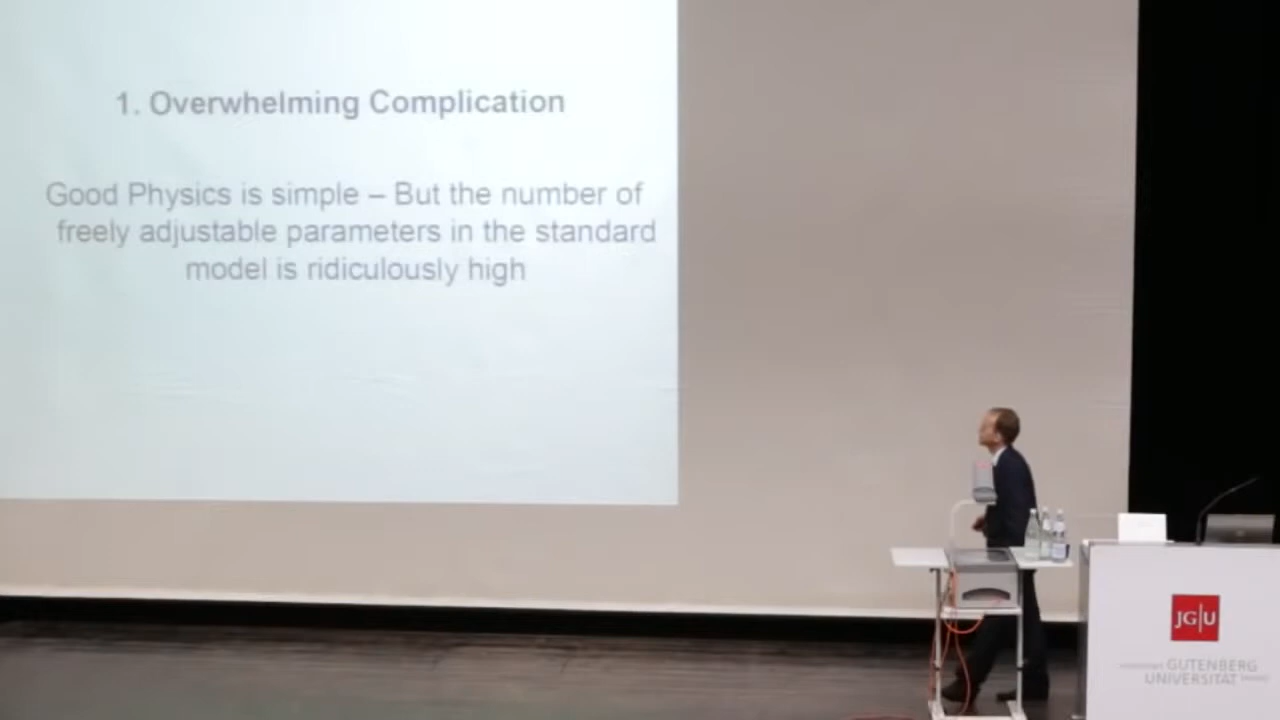 1. Overwhelming Complication
Good Physics is simple – But the number of
freely adjustable parameters in the standard
model is ridiculously high
JG|U
GUTENBERG
UNIVERSITÄT